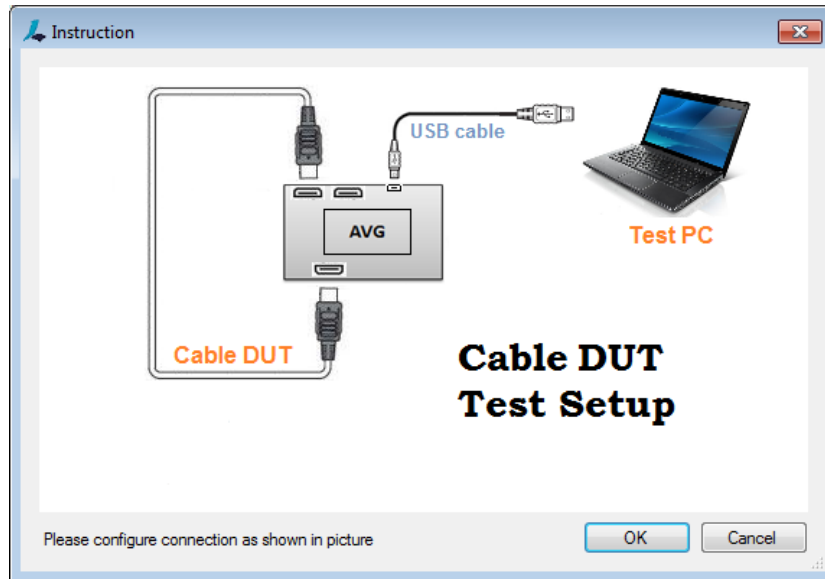 Instruction
USB cable
AVG
Test PC
Cable DUT
Cable DUT
Test Setup
Please configure connection as shown in picture
OK
Cancel